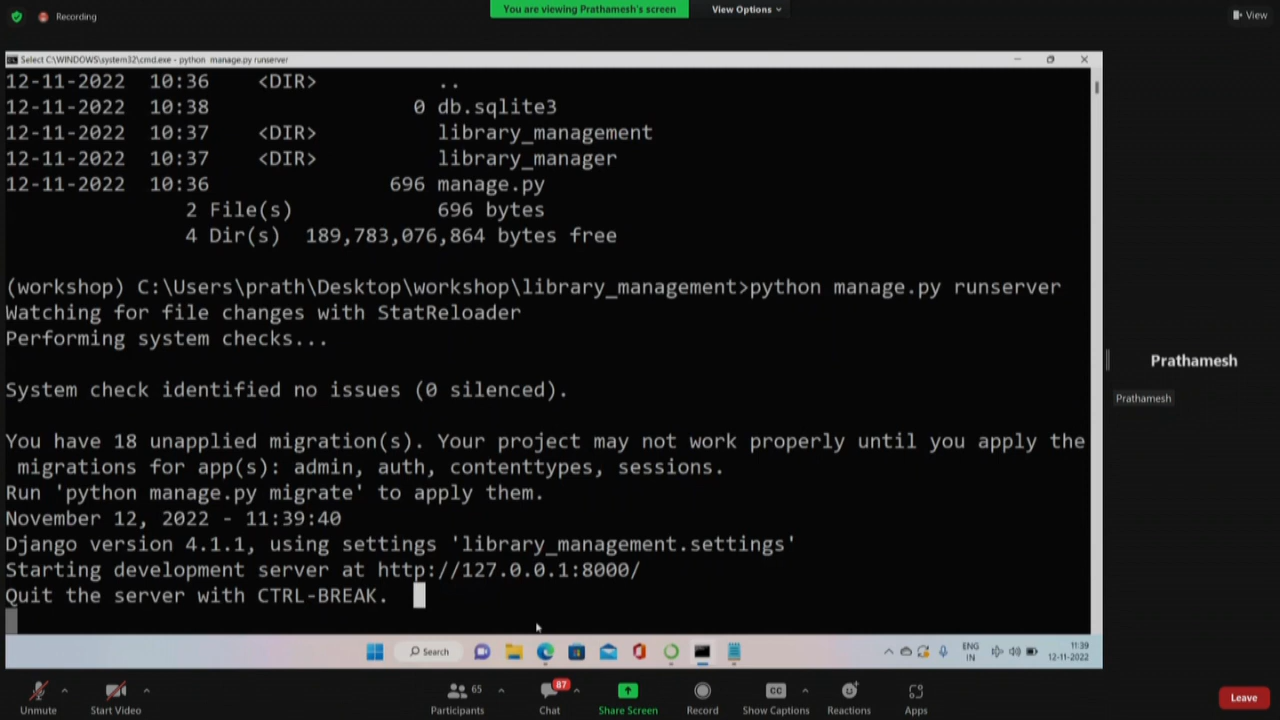 Recording
You are viewing Prathamesh's screen
View Options
View
Select C:\WINDOWS\system32\cmd.exe - python manage.py runserver
12-11-2022 10:36 <DIR> ..
12-11-2022 10:38 0 db.sqlite3
12-11-2022 10:37 <DIR> library_management
12-11-2022 10:37 <DIR> library_manager
12-11-2022 10:36 696 manage.py
2 File(s) 696 bytes
4 Dir(s) 189,783,076,864 bytes free
(workshop) C:\Users\prath\Desktop\workshop\library_management>python manage.py runserver
Watching for file changes with StatReloader
Performing system checks...
System check identified no issues (0 silenced).
You have 18 unapplied migration(s). Your project may not work properly until you apply the
migrations for app(s): admin, auth, contenttypes, sessions.
Run 'python manage.py migrate' to apply them.
November 12, 2022 - 11:39:40
Django version 4.1.1, using settings 'library_management.settings'
Starting development server at http://127.0.0.1:8000/
Quit the server with CTRL-BREAK.
Prathamesh
Prathamesh
Search
ENG
IN
11:39
12-11-2022
Unmute
Start Video
65
Participants
87
Chat
Share Screen
Record
CC
Show Captions
Reactions
Apps
Leave